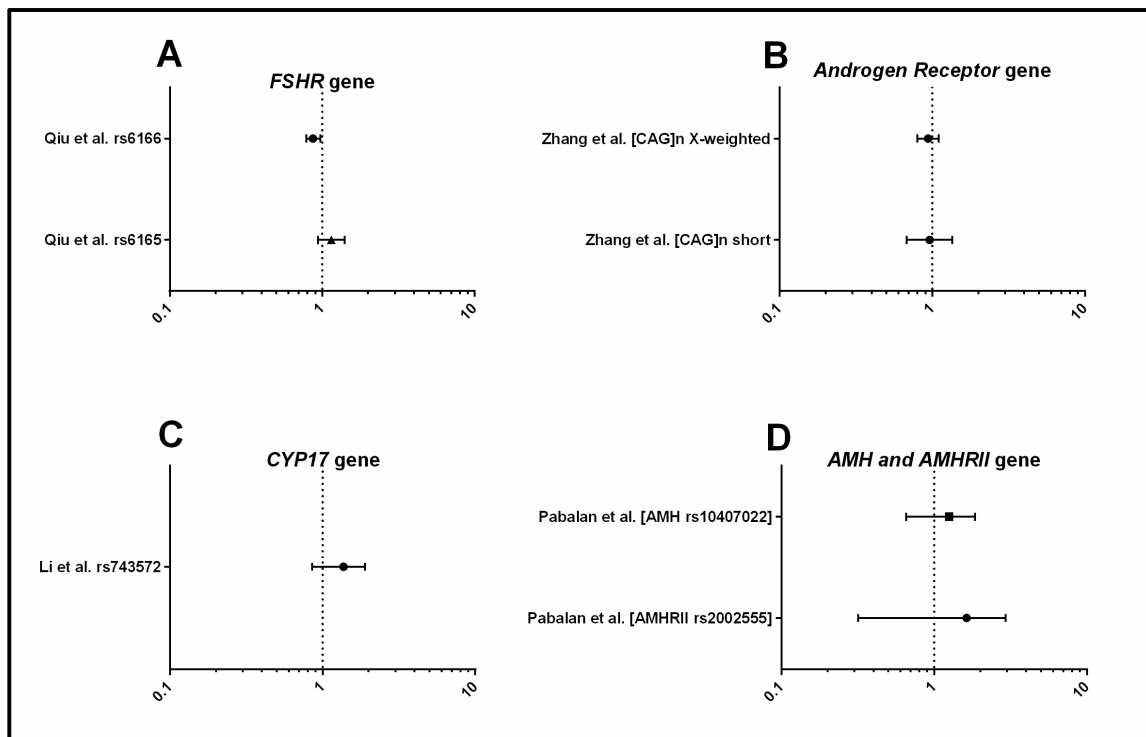 A
FSHR gene
Qiu et al. rs6166
Qiu et al. rs6165
0.1 1 10
B
Androgen Receptor gene
Zhang et al. [CAG]n X-weighted
Zhang et al. [CAG]n short
0.1 1 10
C
CYP17 gene
Li et al. rs743572
0.1 1 10
D
AMH and AMHRII gene
Pabalan et al. [AMH rs10407022]
Pabalan et al. [AMHRII rs2002555]
0.1 1 10